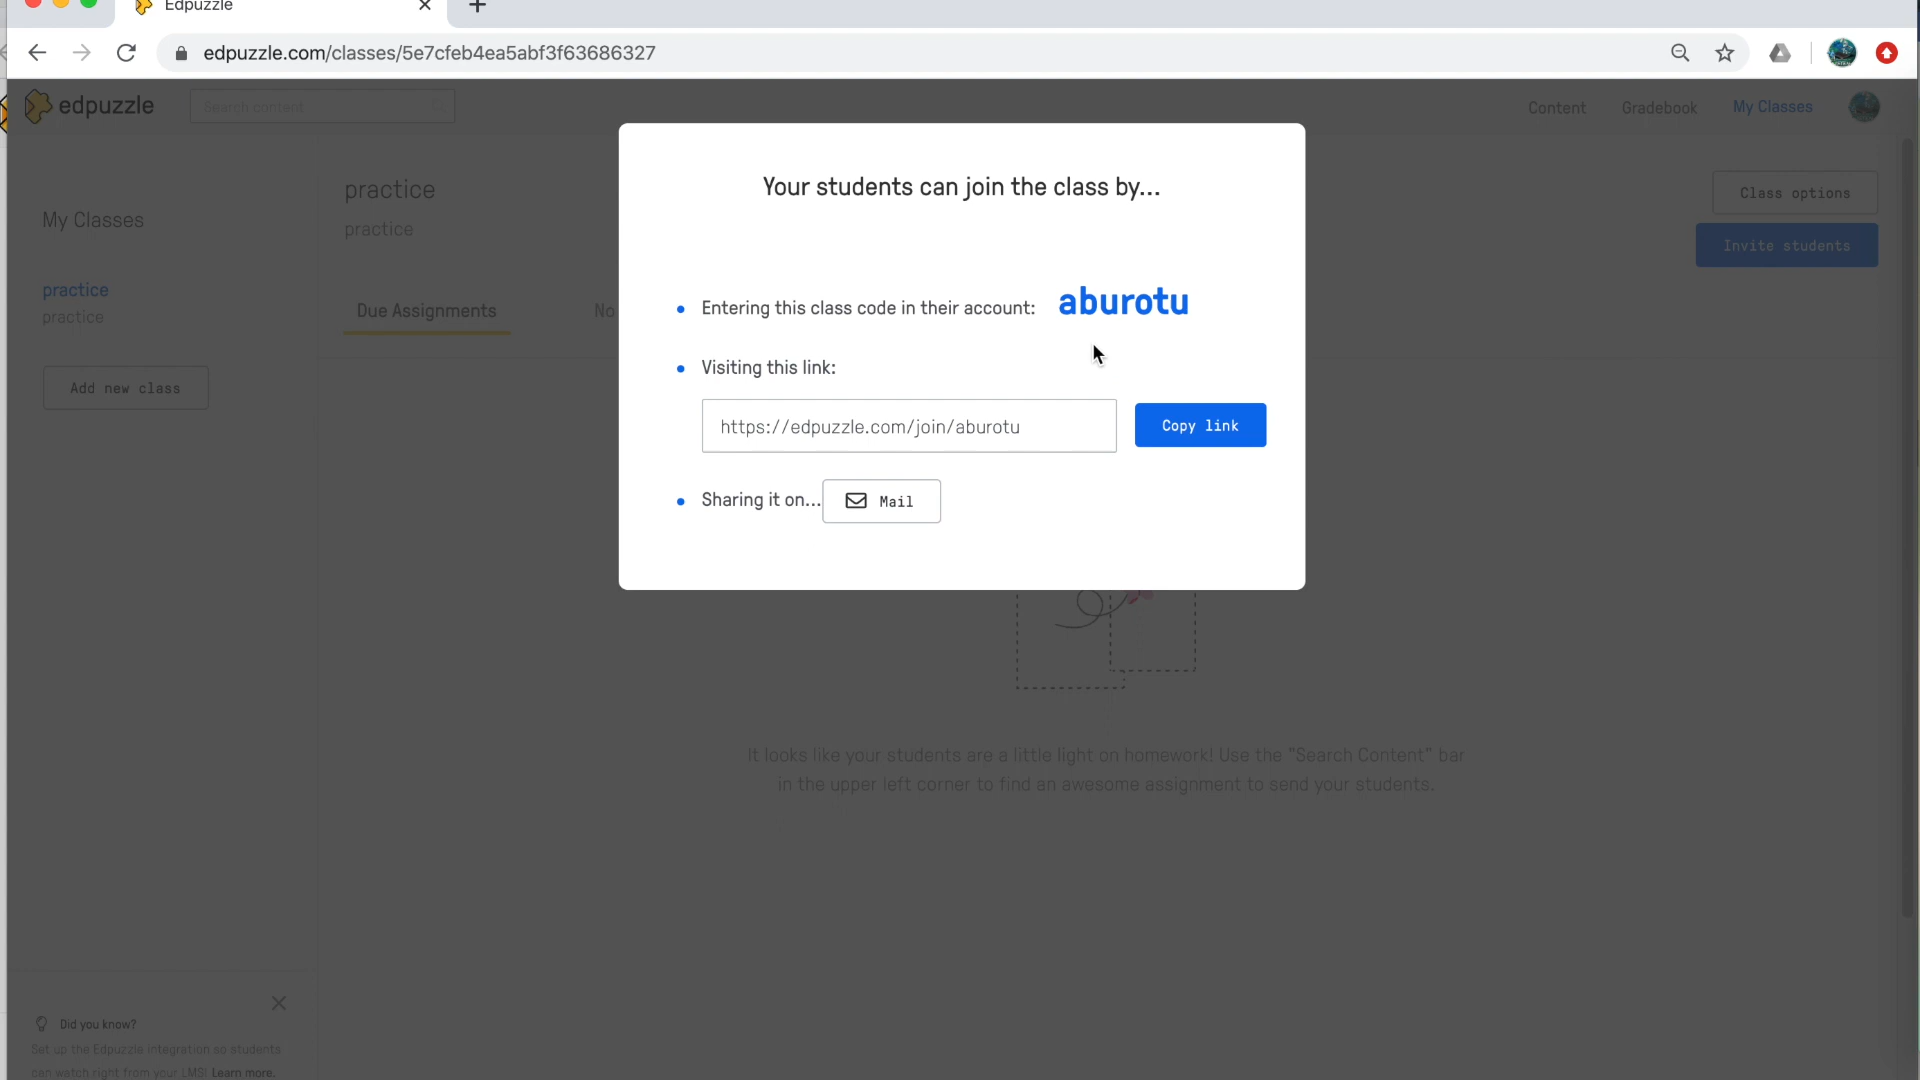 Edpuzzle
edpuzzle.com/classes/5e7cfeb4ea5abf3f63686327
edpuzzle
Search content
Content
Gradebook
My Classes
My Classes
practice
practice
Add new class
practice
practice
Due Assignments
No
Class options
Invite students
Your students can join the class by...
Entering this class code in their account: aburotu
Visiting this link:
https://edpuzzle.com/join/aburotu
Copy link
Sharing it on...
Mail
It looks like your students are a little light on homework! Use the "Search Content" bar
in the upper left corner to find an awesome assignment to send your students.
Did you know?
Set up the Edpuzzle integration so students
can watch right from your LMS! Learn more.